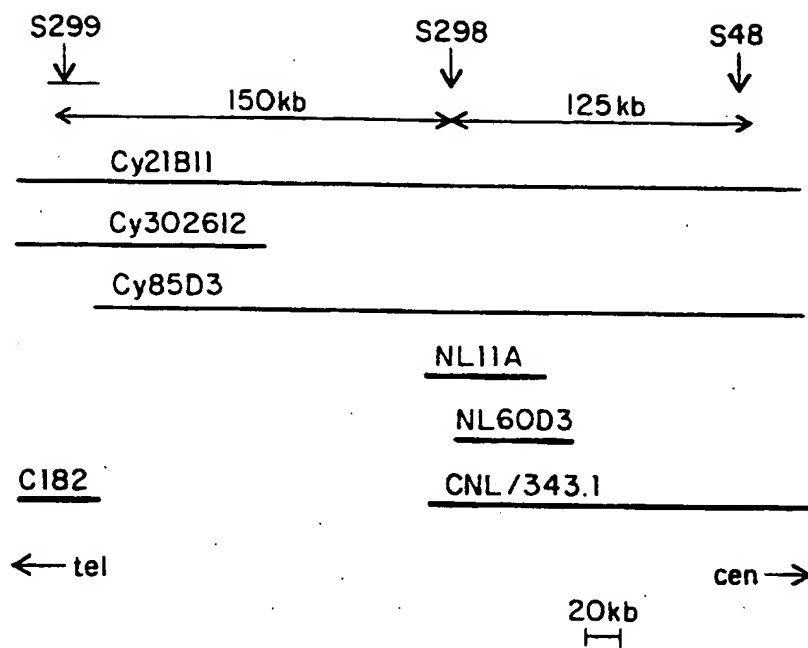 S299 S298 S48
150kb 125kb
Cy21B11
Cy302612
Cy85D3
NL11A
NL60D3
C182 CNL/343.1
tel cen
20kb